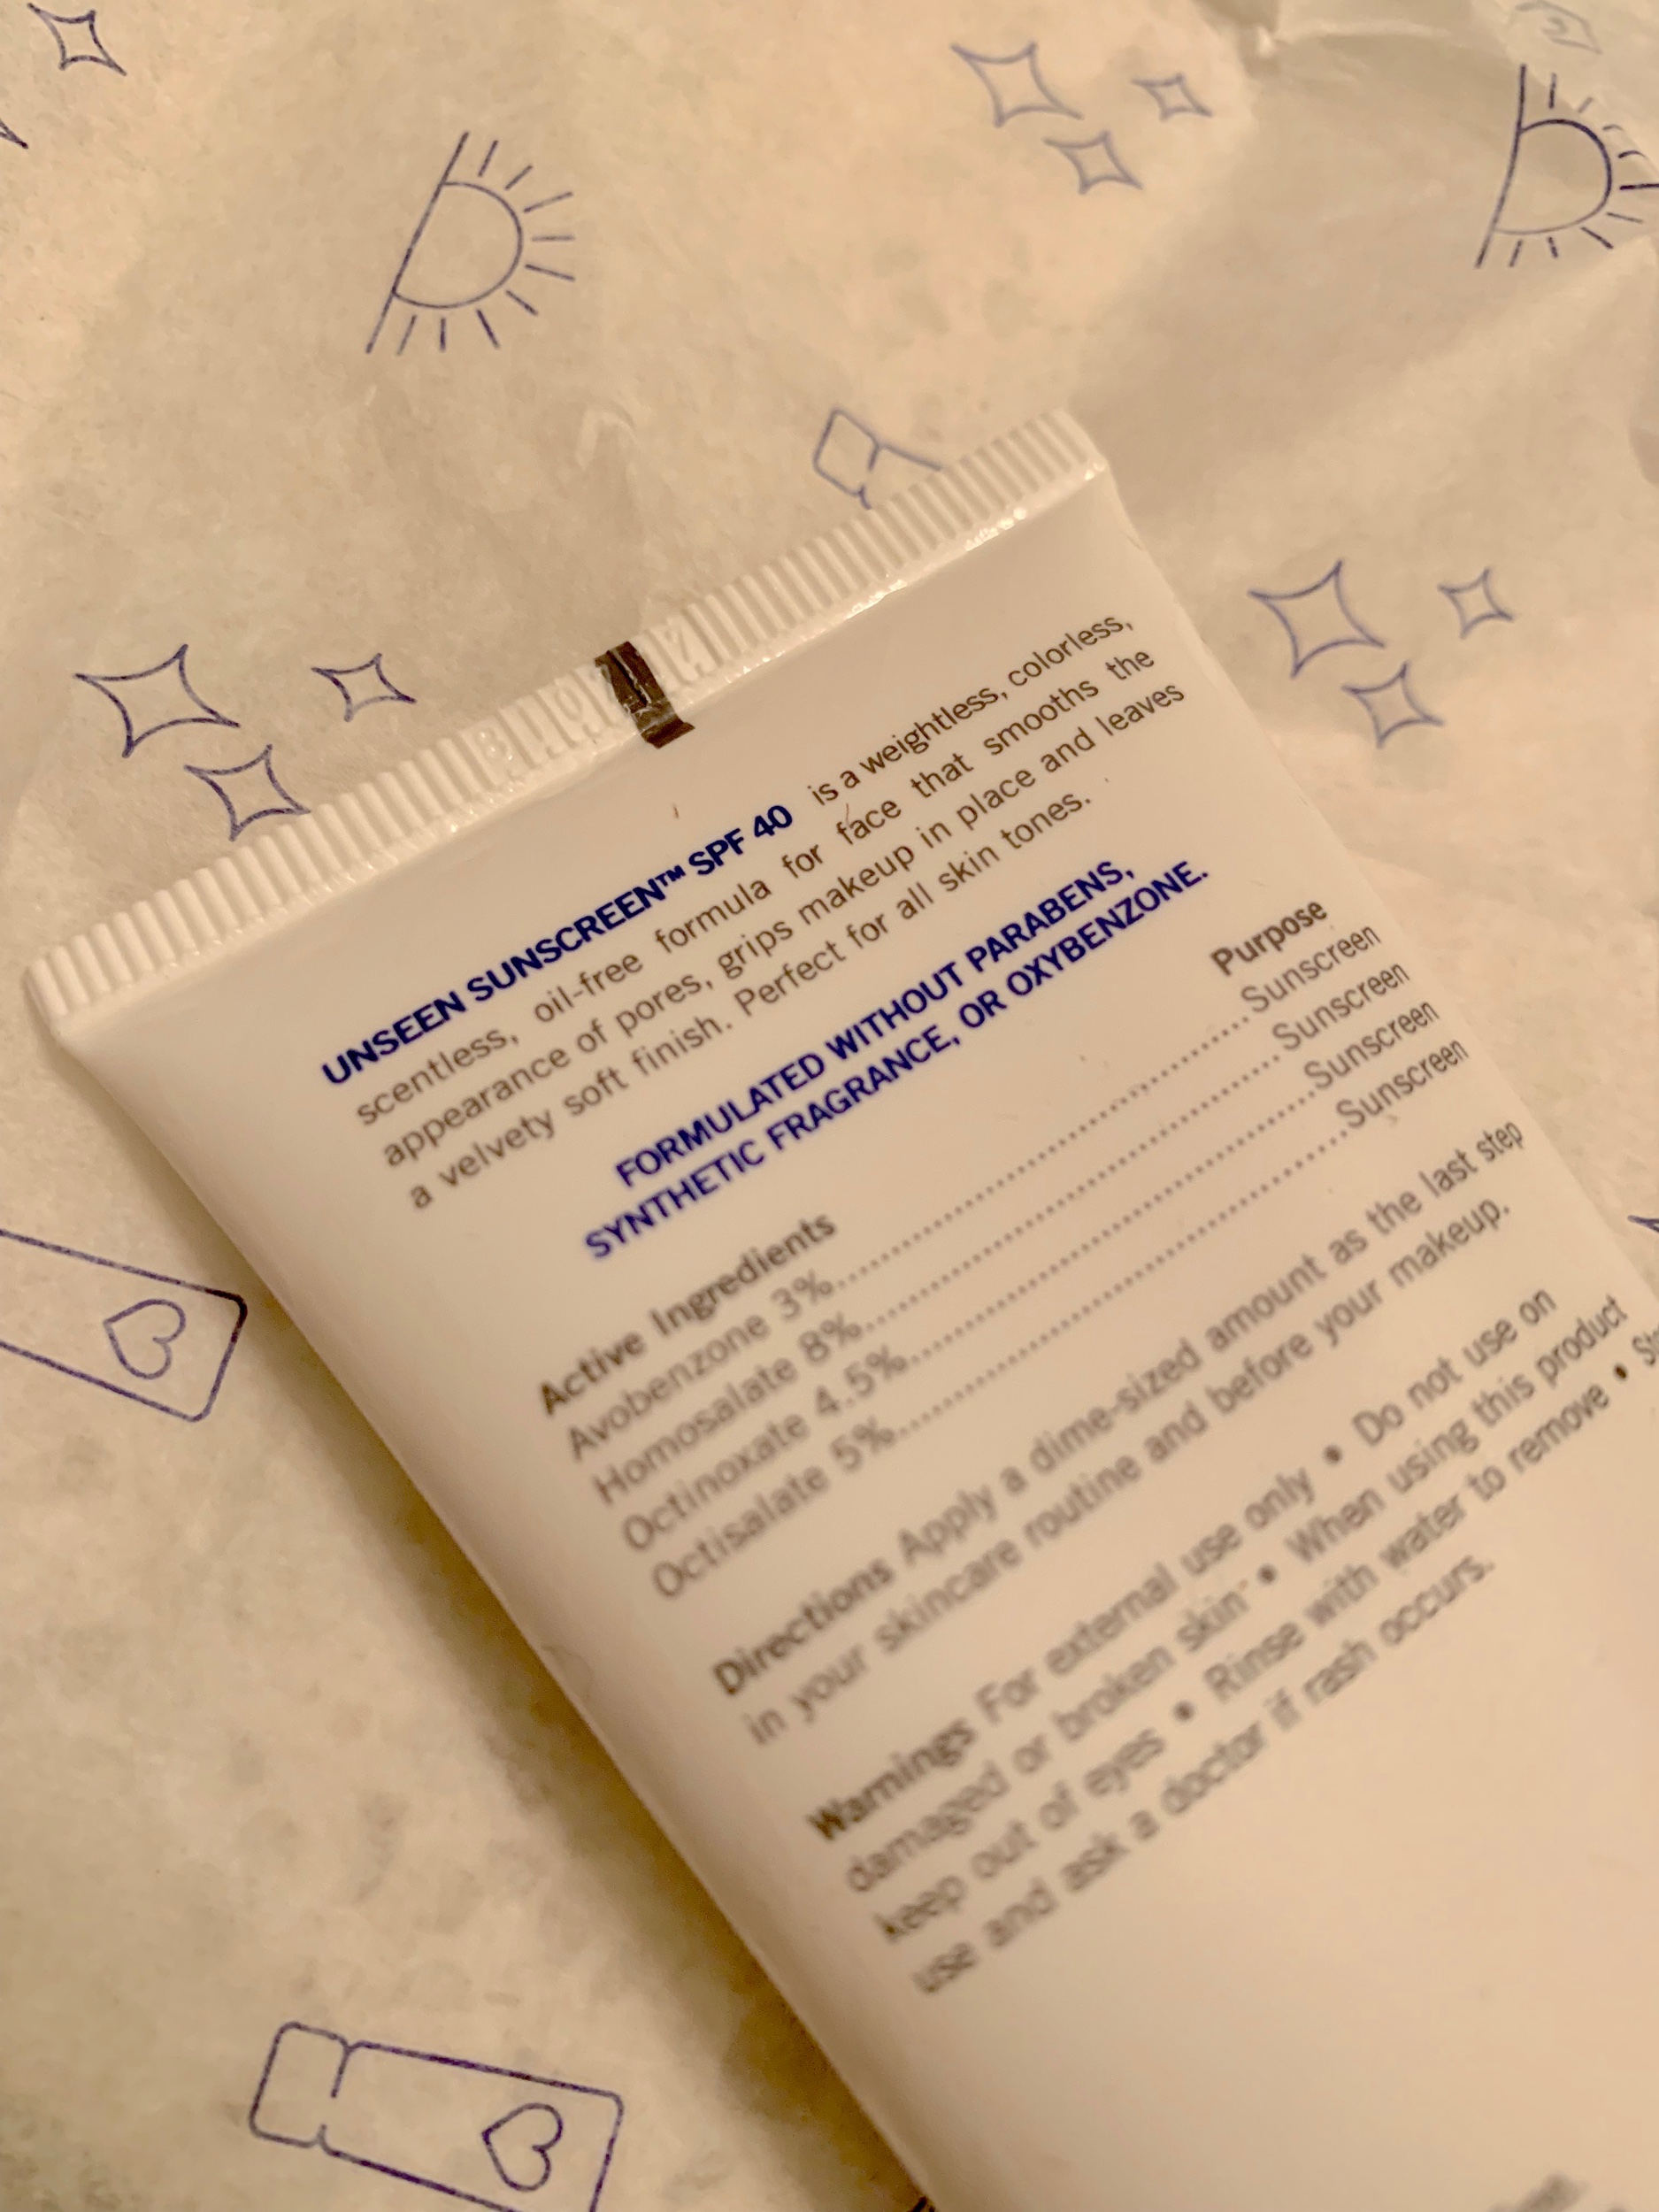 UNSEEN SUNSCREEN™ SPF 40 is a weightless, colorless,
scentless, oil-free formula for face that smooths the
appearance of pores, grips makeup in place and leaves
a velvety soft finish. Perfect for all skin tones.
FORMULATED WITHOUT PARABENS,
SYNTHETIC FRAGRANCE, OR OXYBENZONE.
Active Ingredients Purpose
Avobenzone 3%..........................................Sunscreen
Homosalate 8%..........................................Sunscreen
Octinoxate 4.5%........................................Sunscreen
Octisalate 5%............................................Sunscreen
Directions Apply a dime-sized amount as the last step
in your skincare routine and before your makeup.
Warnings For external use only • Do not use on
damaged or broken skin • When using this product
keep out of eyes • Rinse with water to remove •
use and ask a doctor if rash occurs.